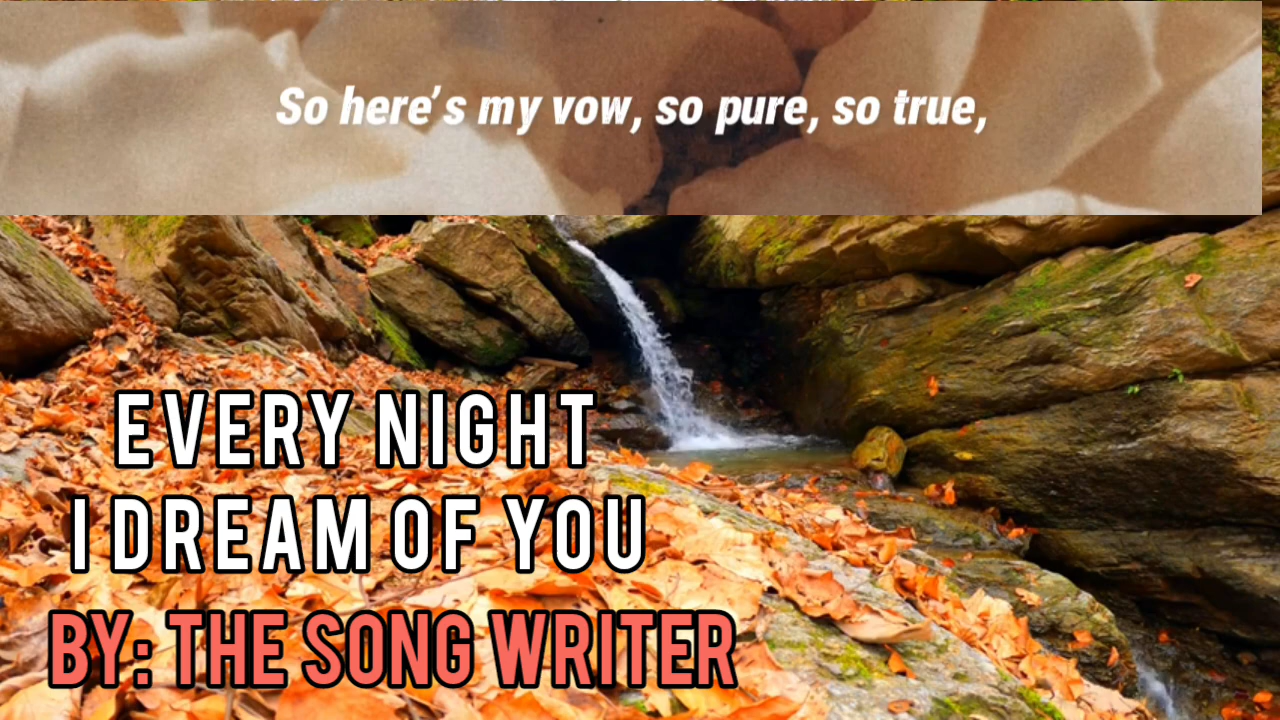 So here’s my vow, so pure, so true,
EVERY NIGHT
I DREAM OF YOU
BY: THE SONG WRITER